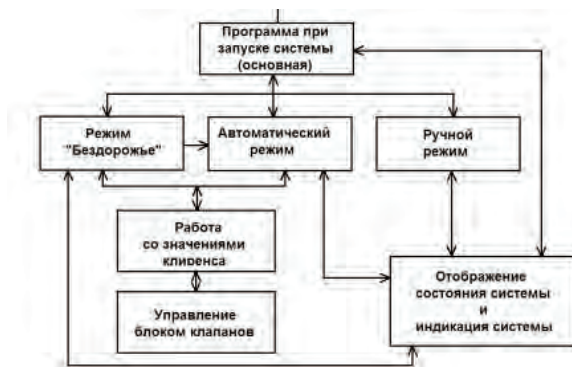 Программа при
запуске системы
(основная)
Режим
"Бездорожье"
Автоматический
режим
Ручной
режим
Работа
со значениями
клиренса
Управление
блоком клапанов
Отображение
состояния системы
и
индикация системы